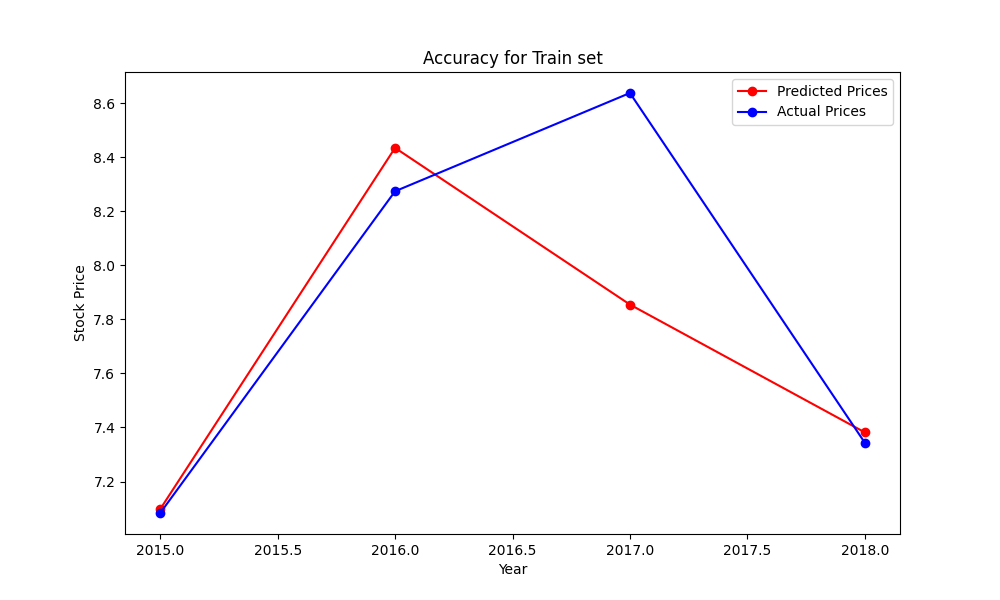 Accuracy for Train set
Predicted Prices
Actual Prices
8.6
8.4
8.2
8.0
7.8
7.6
7.4
7.2
Stock Price
2015.0 2015.5 2016.0 2016.5 2017.0 2017.5 2018.0
Year